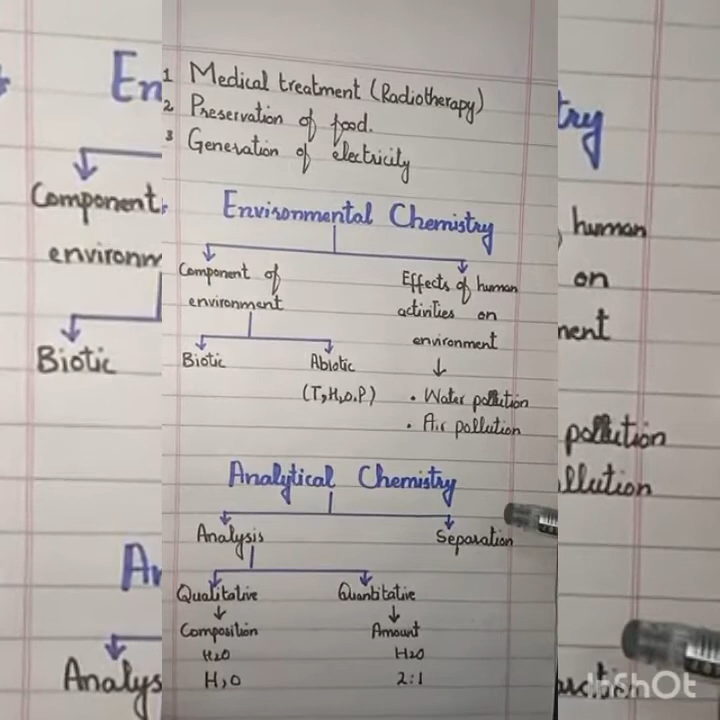 1 Medical treatment (Radiotherapy)
2 Preservation of food.
3 Generation of electricity
Environmental Chemistry
Component of environment
Effects of human activities on environment
Biotic
Abiotic
(T, H, O.P)
• Water pollution
• Air pollution
Analytical Chemistry
Analysis
Separation
Qualitative
Quantitative
Composition
Amount
H2O
H2O
H, O
2:1
InShOt